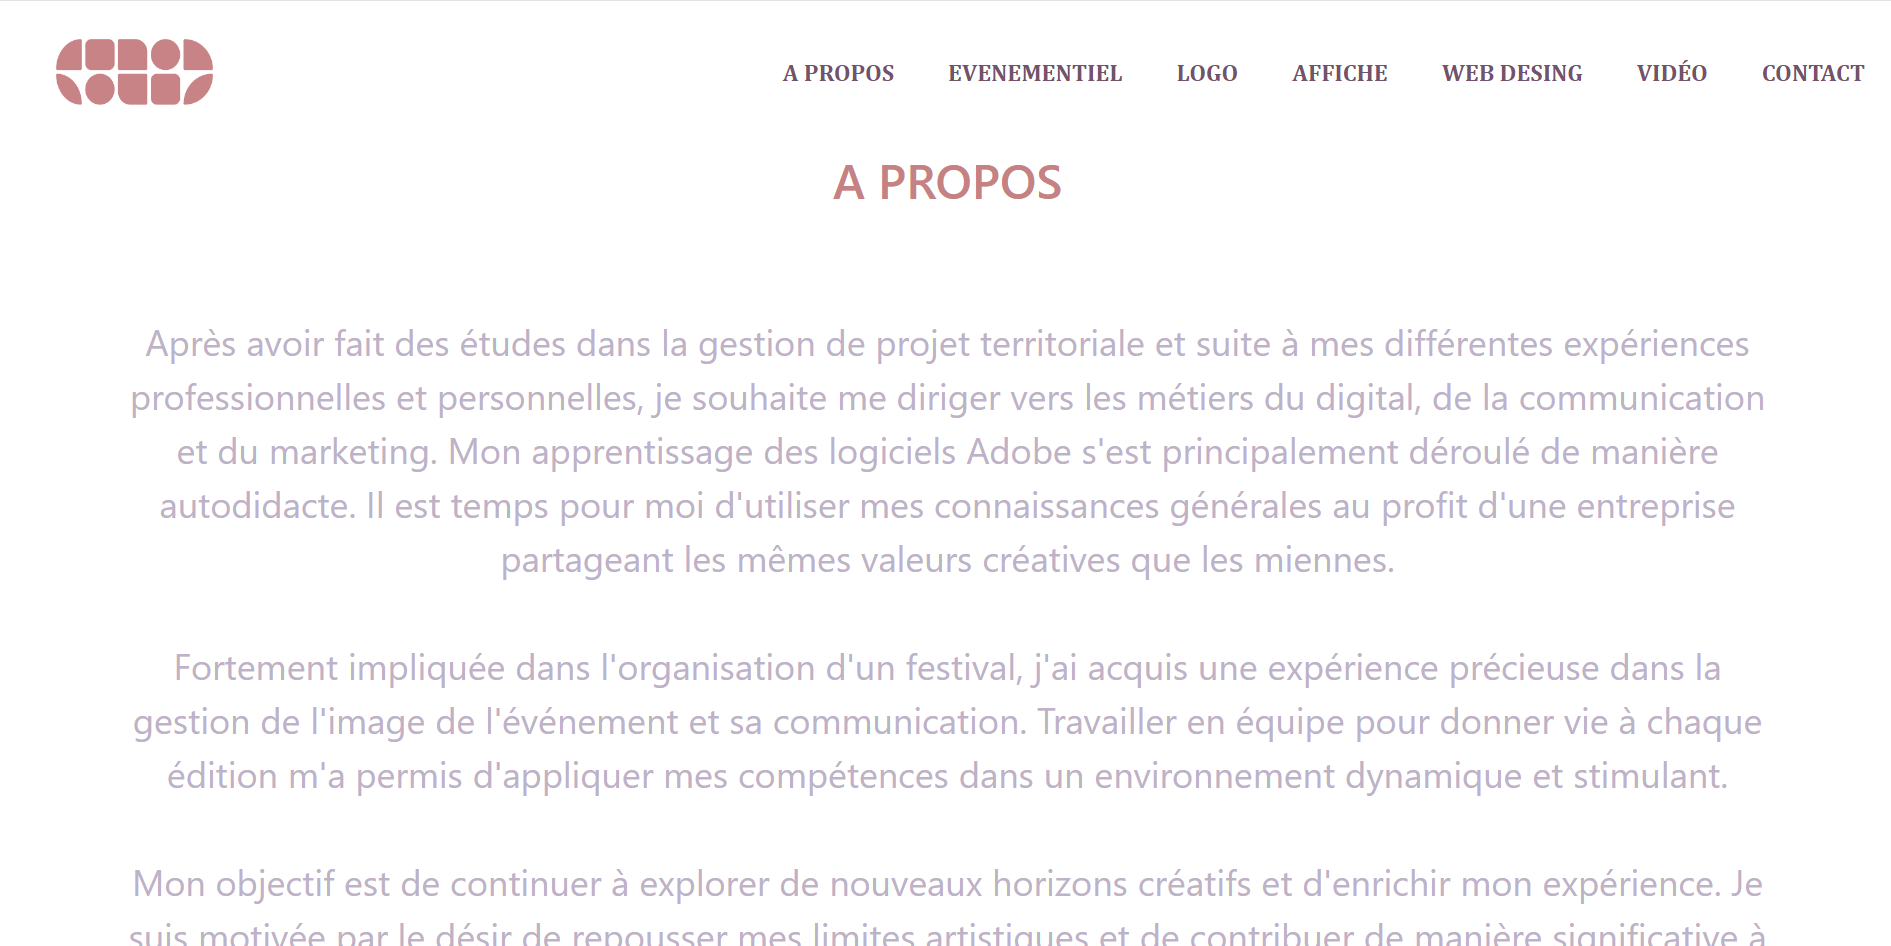 A PROPOS EVENEMENTIEL LOGO AFFICHE WEB DESING VIDÉO CONTACT
A PROPOS
Après avoir fait des études dans la gestion de projet territoriale et suite à mes différentes expériences
professionnelles et personnelles, je souhaite me diriger vers les métiers du digital, de la communication
et du marketing. Mon apprentissage des logiciels Adobe s'est principalement déroulé de manière
autodidacte. Il est temps pour moi d'utiliser mes connaissances générales au profit d'une entreprise
partageant les mêmes valeurs créatives que les miennes.
Fortement impliquée dans l'organisation d'un festival, j'ai acquis une expérience précieuse dans la
gestion de l'image de l'événement et sa communication. Travailler en équipe pour donner vie à chaque
édition m'a permis d'appliquer mes compétences dans un environnement dynamique et stimulant.
Mon objectif est de continuer à explorer de nouveaux horizons créatifs et d'enrichir mon expérience. Je
suis motivée par le désir de repousser mes limites artistiques et de contribuer de manière significative à